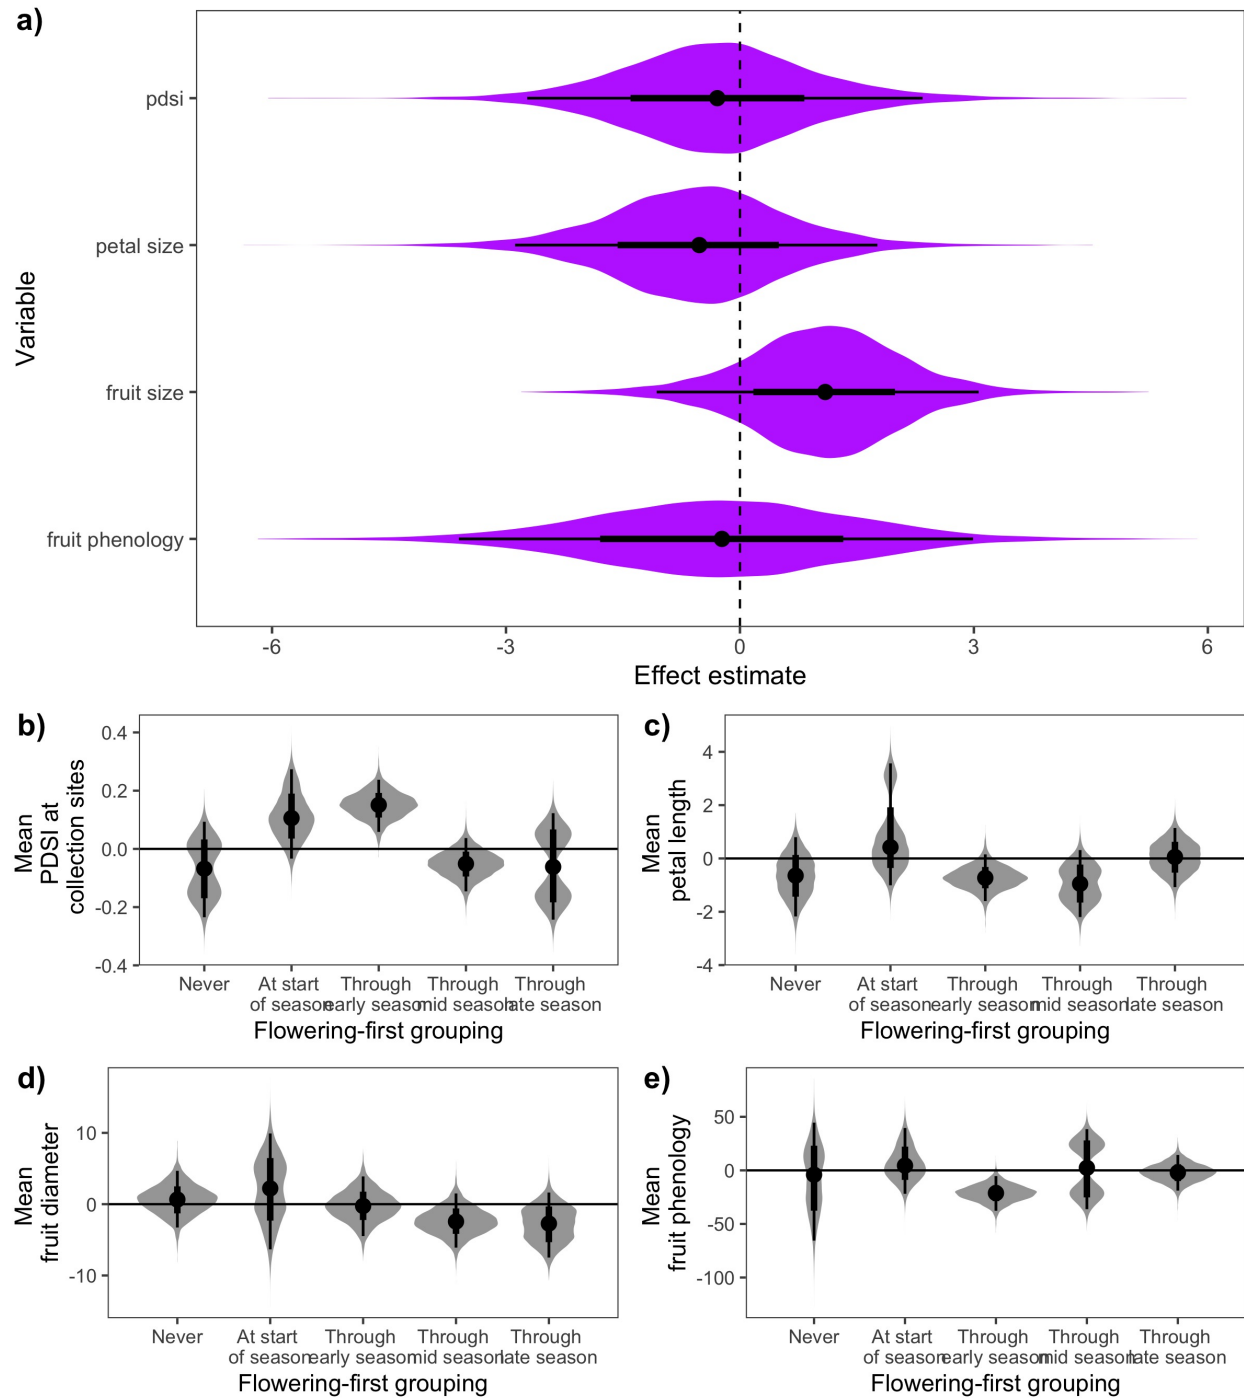 a)
Variable
pdsi
petal size
fruit size
fruit phenology
-6 -3 0 3 6
Effect estimate
b)
Mean
PDSI at
collection sites
0.4
0.2
0.0
-0.2
-0.4
Never At start Through Through Through
of season early season mid season late season
Flowering-first grouping
c)
Mean
petal length
4
2
0
-2
-4
Never At start Through Through Through
of season early season mid season late season
Flowering-first grouping
d)
Mean
fruit diameter
10
0
-10
Never At start Through Through Through
of season early season mid season late season
Flowering-first grouping
e)
Mean
fruit phenology
50
0
-50
-100
Never At start Through Through Through
of season early season mid season late season
Flowering-first grouping